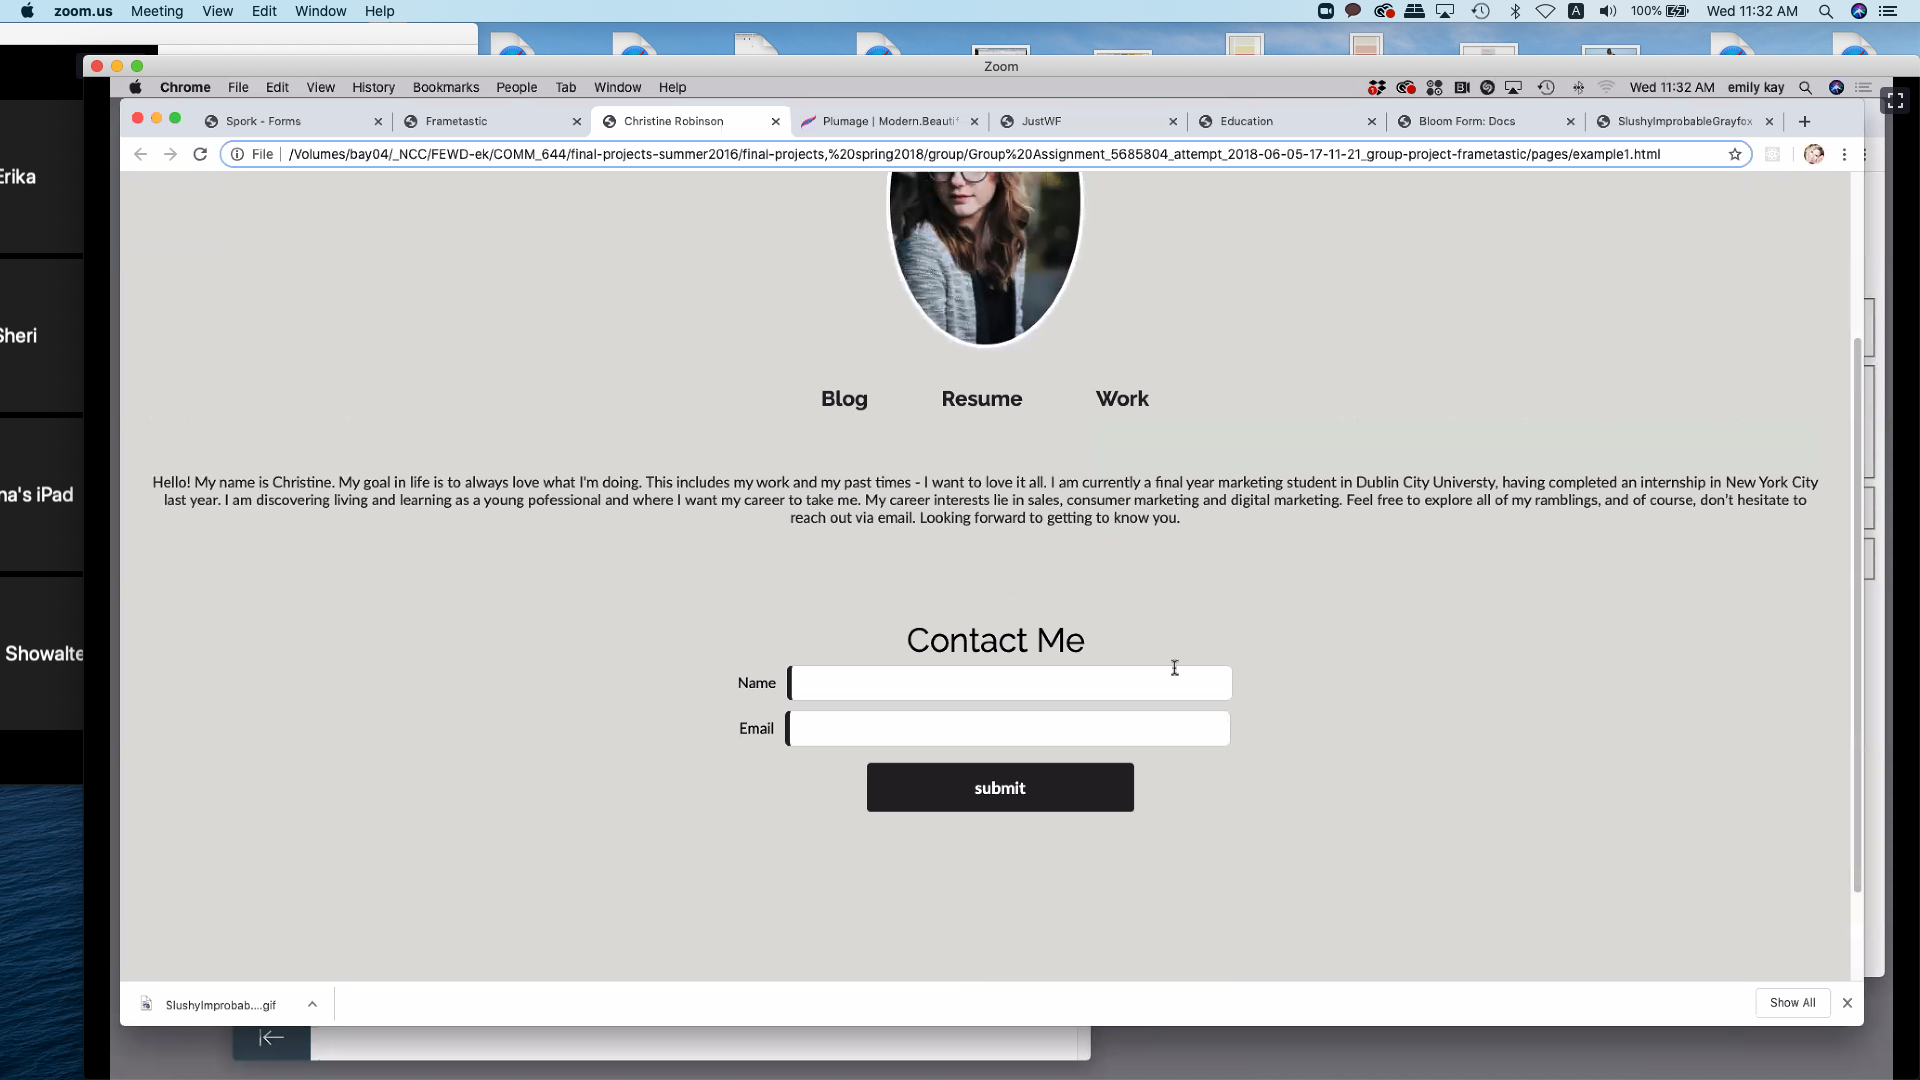 zoom.us Meeting View Edit Window Help
A 100% Wed 11:32 AM
Zoom
Chrome File Edit View History Bookmarks People Tab Window Help
Wed 11:32 AM emily kay
Spork - Forms
Frametastic
Christine Robinson
Plumage | Modern.Beautif
JustWF
Education
Bloom Form: Docs
SlushyImprobableGrayfox
File /Volumes/bay04/_NCC/FEWD-ek/COMM_644/final-projects-summer2016/final-projects,%20spring2018/group/Group%20Assignment_5685804_attempt_2018-06-05-17-11-21_group-project-frametastic/pages/example1.html
Erika
Sheri
na's iPad
Showalte
Blog Resume Work
Hello! My name is Christine. My goal in life is to always love what I'm doing. This includes my work and my past times - I want to love it all. I am currently a final year marketing student in Dublin City Universty, having completed an internship in New York City
last year. I am discovering living and learning as a young pofessional and where I want my career to take me. My career interests lie in sales, consumer marketing and digital marketing. Feel free to explore all of my ramblings, and of course, don't hesitate to
reach out via email. Looking forward to getting to know you.
Contact Me
Name
Email
submit
SlushyImprobab....gif
Show All